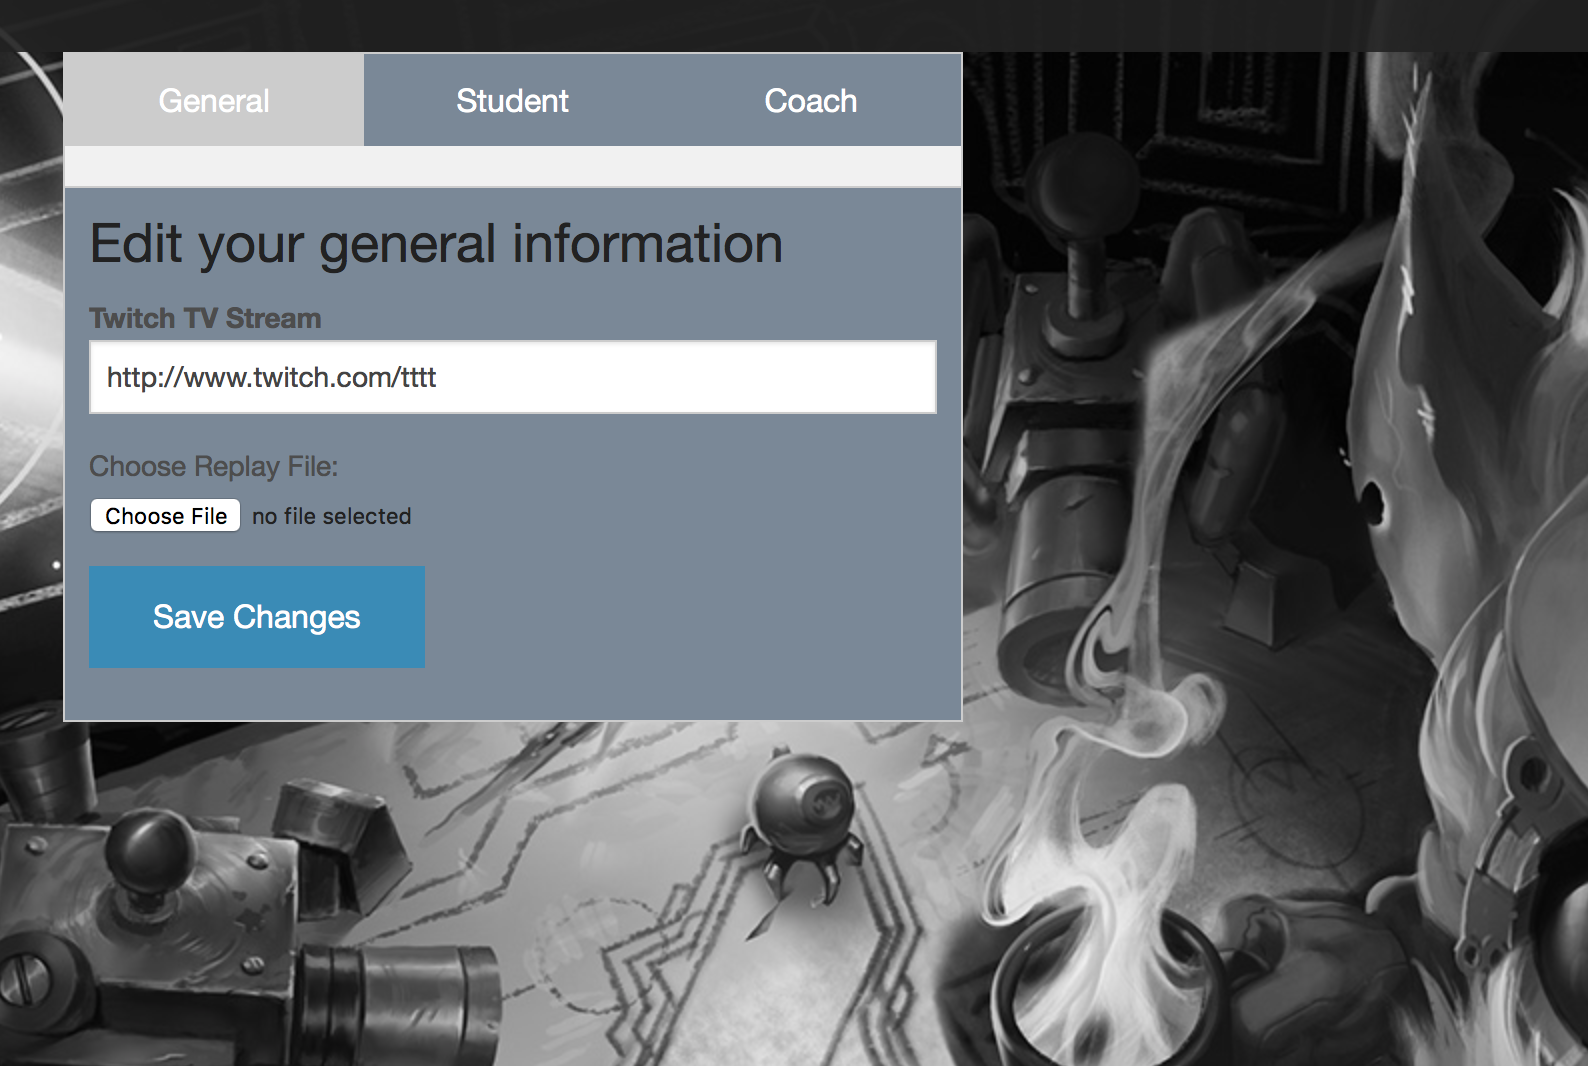 General Student Coach
Edit your general information
Twitch TV Stream
http://www.twitch.com/tttt
Choose Replay File:
Choose File no file selected
Save Changes